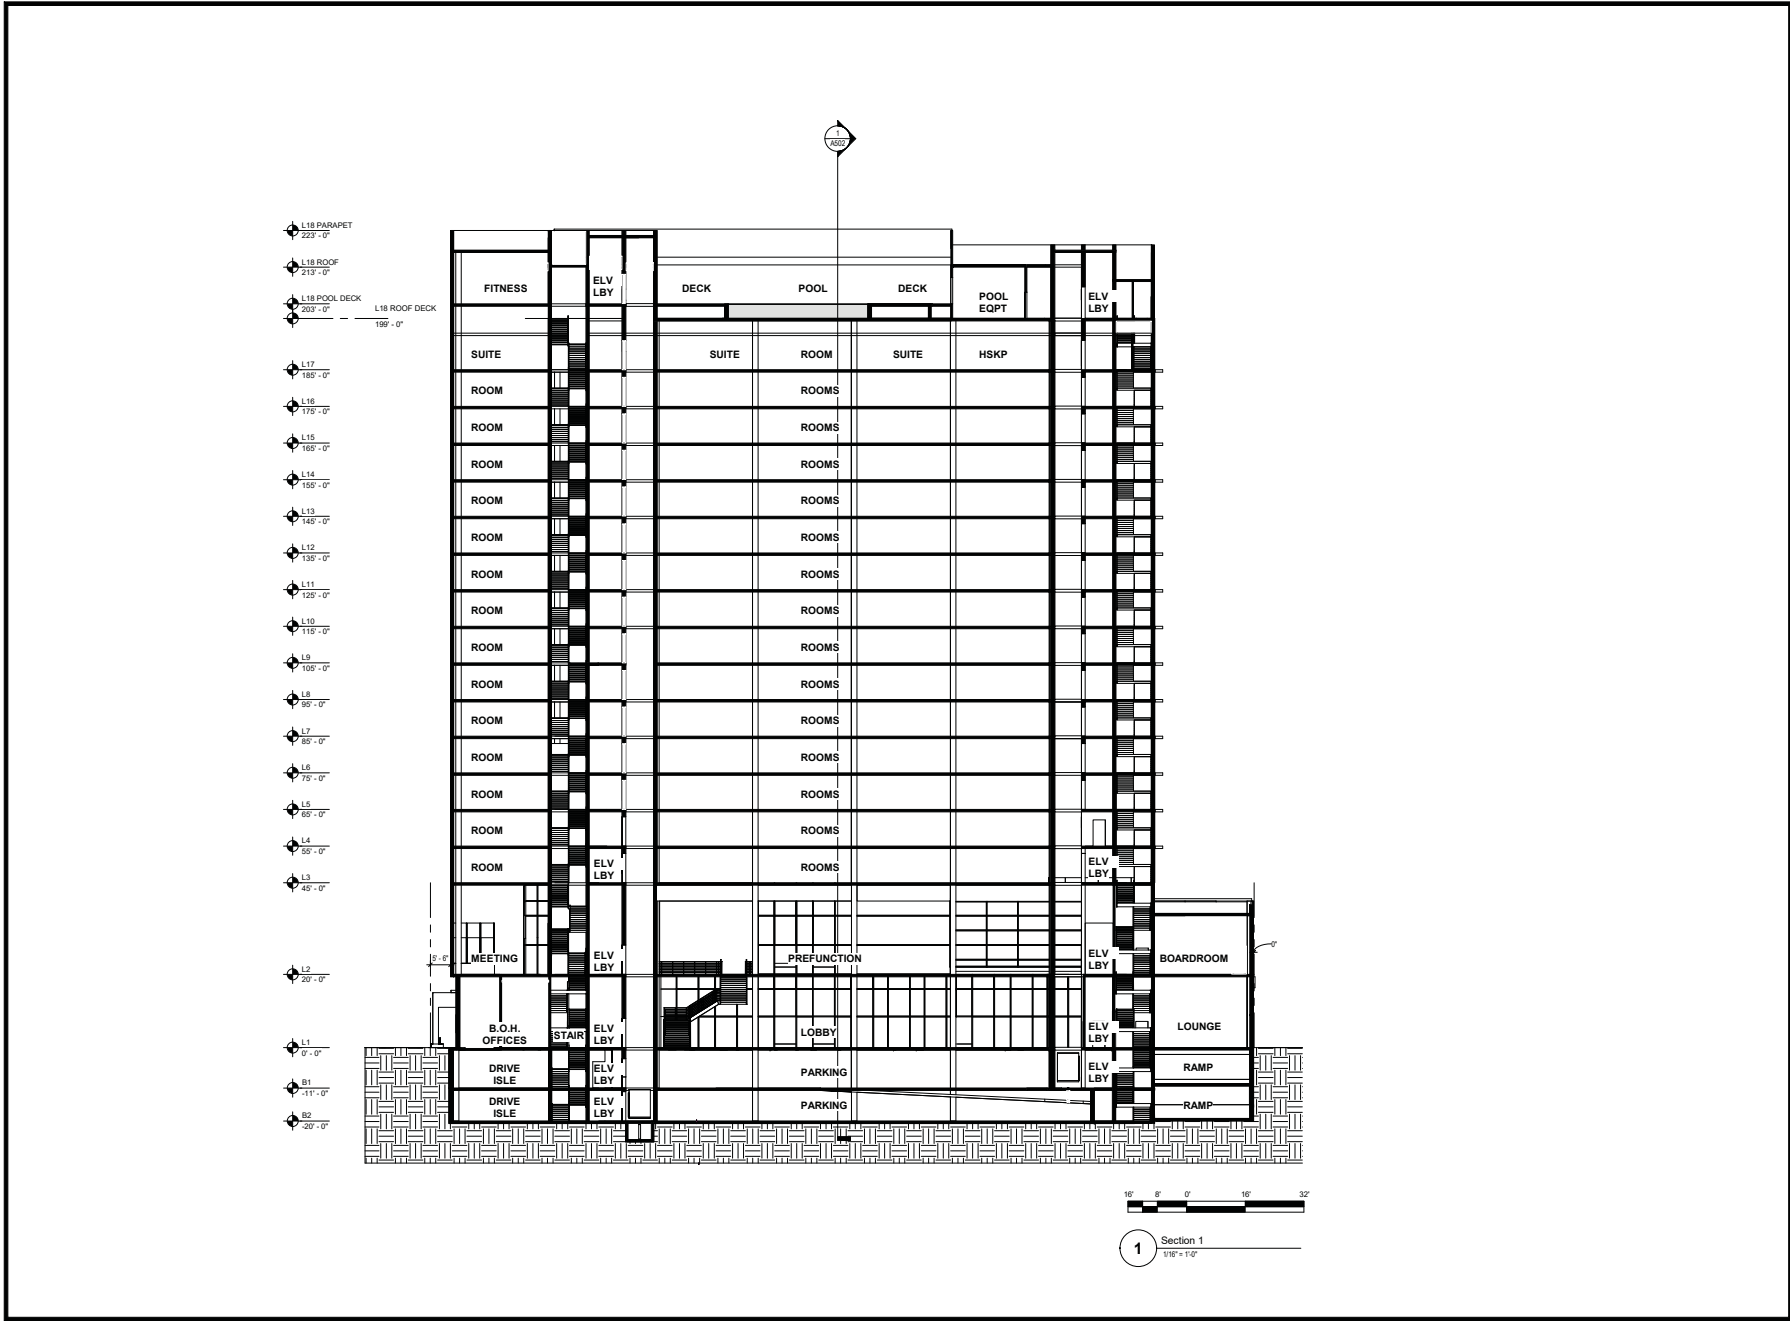 1
A502
L18 PARAPET
223' - 0"
L18 ROOF
213' - 0"
L18 POOL DECK
203' - 0"
L18 ROOF DECK
199' - 0"
FITNESS
ELV
LBY
DECK
POOL
DECK
POOL
EQPT
ELV
LBY
L17
185' - 0"
SUITE
SUITE
ROOM
SUITE
HSKP
L16
175' - 0"
ROOM
ROOMS
L15
165' - 0"
ROOM
ROOMS
L14
155' - 0"
ROOM
ROOMS
L13
145' - 0"
ROOM
ROOMS
L12
135' - 0"
ROOM
ROOMS
L11
125' - 0"
ROOM
ROOMS
L10
115' - 0"
ROOM
ROOMS
L9
105' - 0"
ROOM
ROOMS
L8
95' - 0"
ROOM
ROOMS
L7
85' - 0"
ROOM
ROOMS
L6
75' - 0"
ROOM
ROOMS
L5
65' - 0"
ROOM
ROOMS
L4
55' - 0"
ROOM
ROOMS
L3
45' - 0"
ROOM
ELV
LBY
ROOMS
ELV
LBY
5' - 6"
MEETING
ELV
LBY
PREFUNCTION
ELV
LBY
BOARDROOM
0"
L2
20' - 0"
B.O.H.
OFFICES
STAIR
ELV
LBY
LOBBY
ELV
LBY
LOUNGE
L1
0' - 0"
DRIVE
ISLE
ELV
LBY
PARKING
ELV
LBY
RAMP
B1
-11' - 0"
DRIVE
ISLE
ELV
LBY
PARKING
RAMP
B2
-20' - 0"
16' 8' 0' 16' 32'
1
Section 1
1/16" = 1'-0"